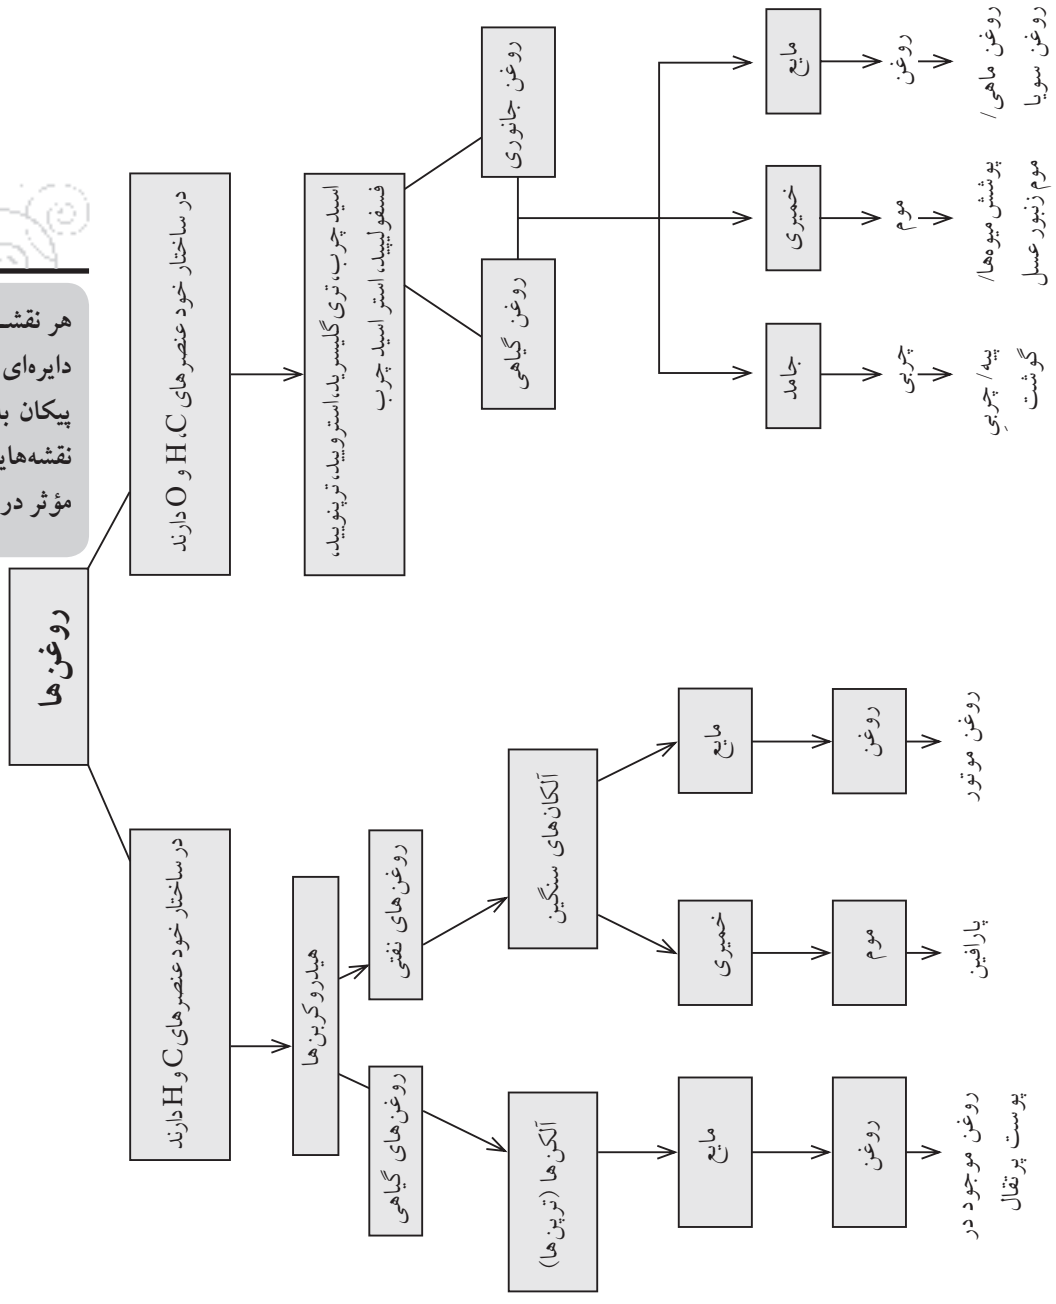 هر نقشـ
دایره‌ای
پیکان به
نقشه‌های
مؤثر در
روغن‌ها
در ساختار خود عنصرهای H،C و O دارند
اسید چرب، تری گلیسرید، استرویید، ترپنویید،
فسفولیپید، استر اسید چرب
روغن جانوری
روغن گیاهی
مایع
روغن
روغن ماهی/
روغن سویا
خمیری
موم
پوشش میوه‌ها/
موم زنبور عسل
جامد
چربی
پیه/ چربیِ
گوشت
در ساختار خود عنصرهای C و H دارند
هیدروکربن‌ها
روغن‌های نفتی
روغن‌های گیاهی
آلکان‌های سنگین
مایع
روغن
روغن موتور
خمیری
موم
پارافین
آلکن‌ها (ترپن‌ها)
مایع
روغن
روغن موجود در
پوست پرتقال